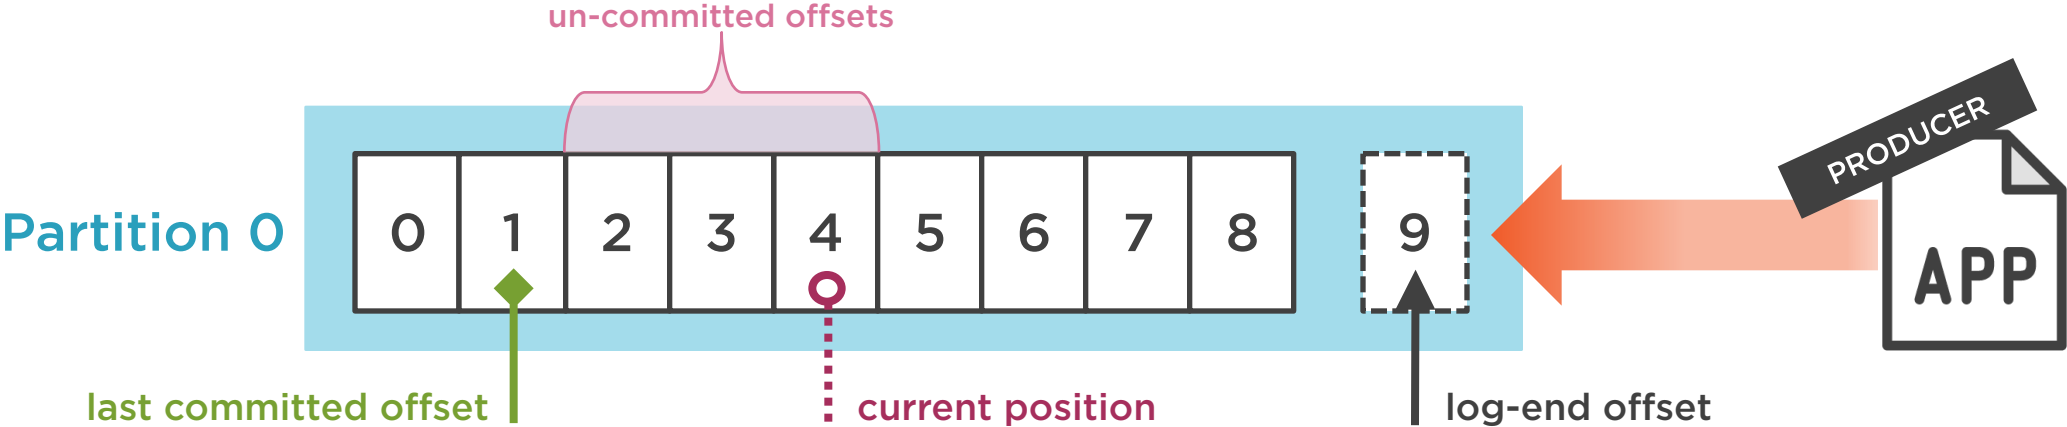 un-committed offsets
PRODUCER
Partition 0
0 1 2 3 4 5 6 7 8 9
APP
last committed offset
current position
log-end offset